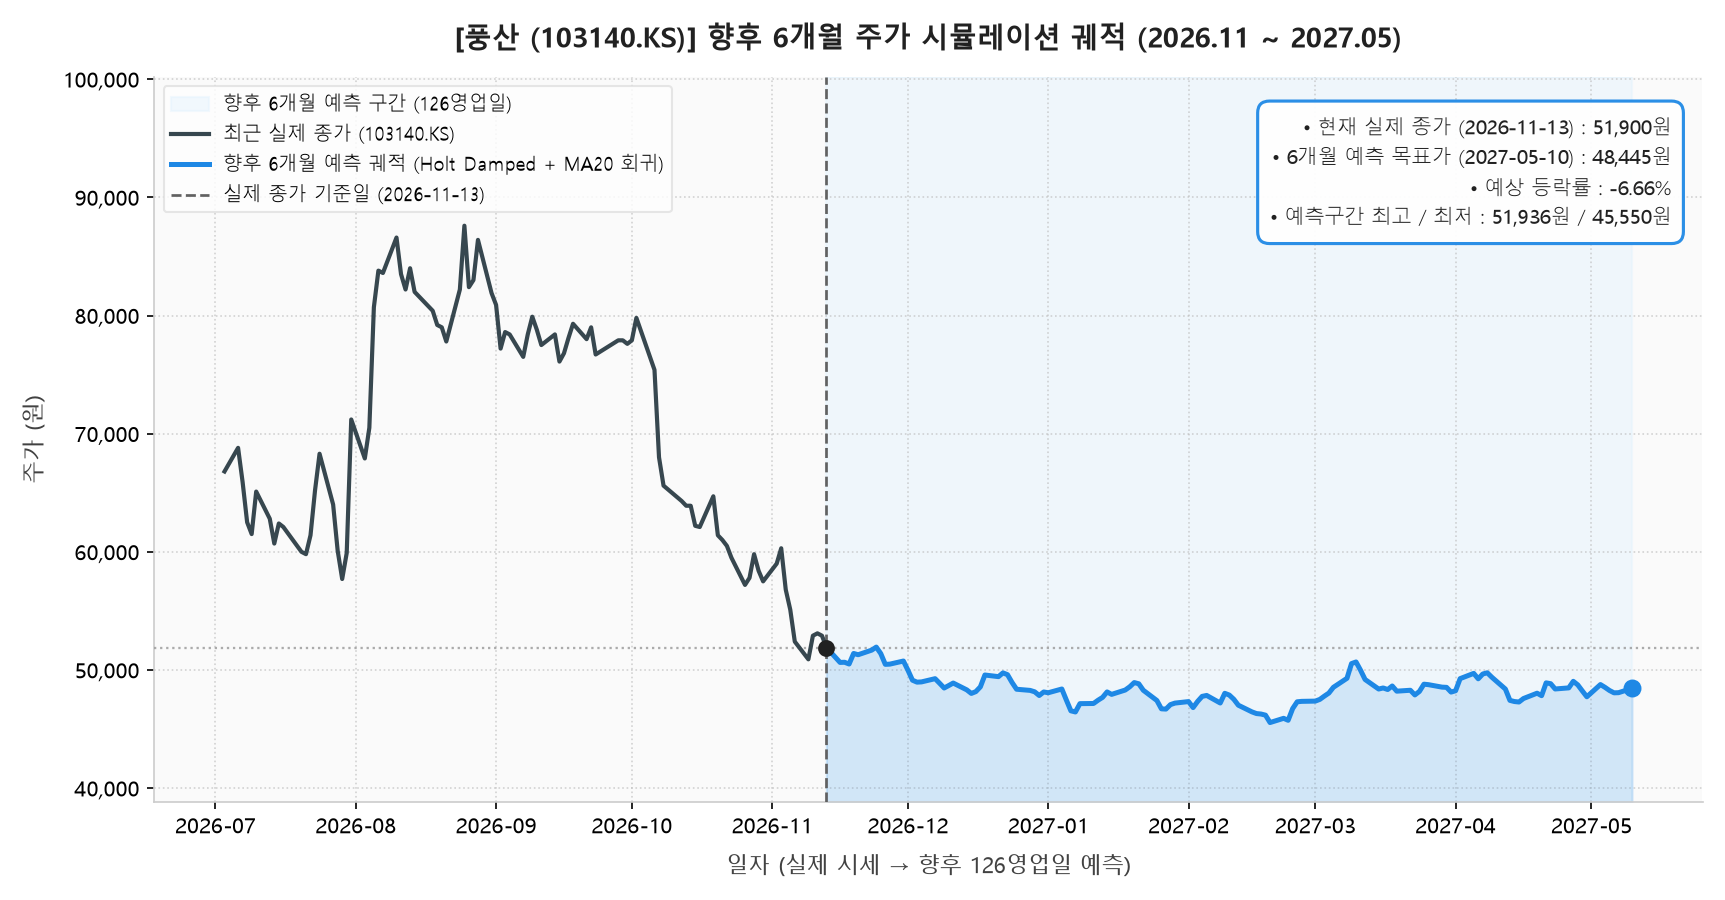 [풍산 (103140.KS)] 향후 6개월 주가 시뮬레이션 궤적 (2026.11 ~ 2027.05)
향후 6개월 예측 구간 (126영업일)
최근 실제 종가 (103140.KS)
향후 6개월 예측 궤적 (Holt Damped + MA20 회귀)
실제 종가 기준일 (2026-11-13)
• 현재 실제 종가 (2026-11-13) : 51,900원
• 6개월 예측 목표가 (2027-05-10) : 48,445원
• 예상 등락률 : -6.66%
• 예측구간 최고 / 최저 : 51,936원 / 45,550원
주가 (원)
100,000
90,000
80,000
70,000
60,000
50,000
40,000
2026-07 2026-08 2026-09 2026-10 2026-11 2026-12 2027-01 2027-02 2027-03 2027-04 2027-05
일자 (실제 시세 → 향후 126영업일 예측)